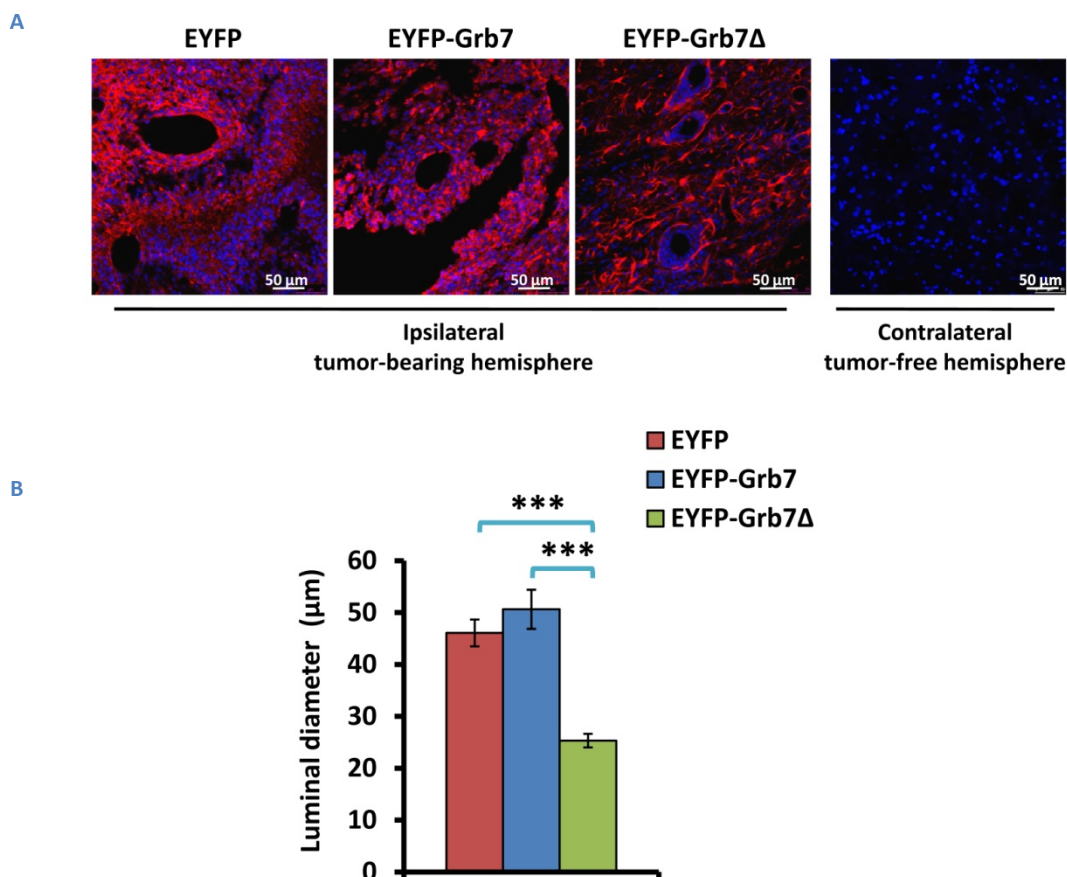 A
EYFP
EYFP-Grb7
EYFP-Grb7Δ
50 µm
50 µm
50 µm
50 µm
Ipsilateral
tumor-bearing hemisphere
Contralateral
tumor-free hemisphere
B
EYFP
EYFP-Grb7
EYFP-Grb7Δ
***
***
Luminal diameter (µm)
60
50
40
30
20
10
0